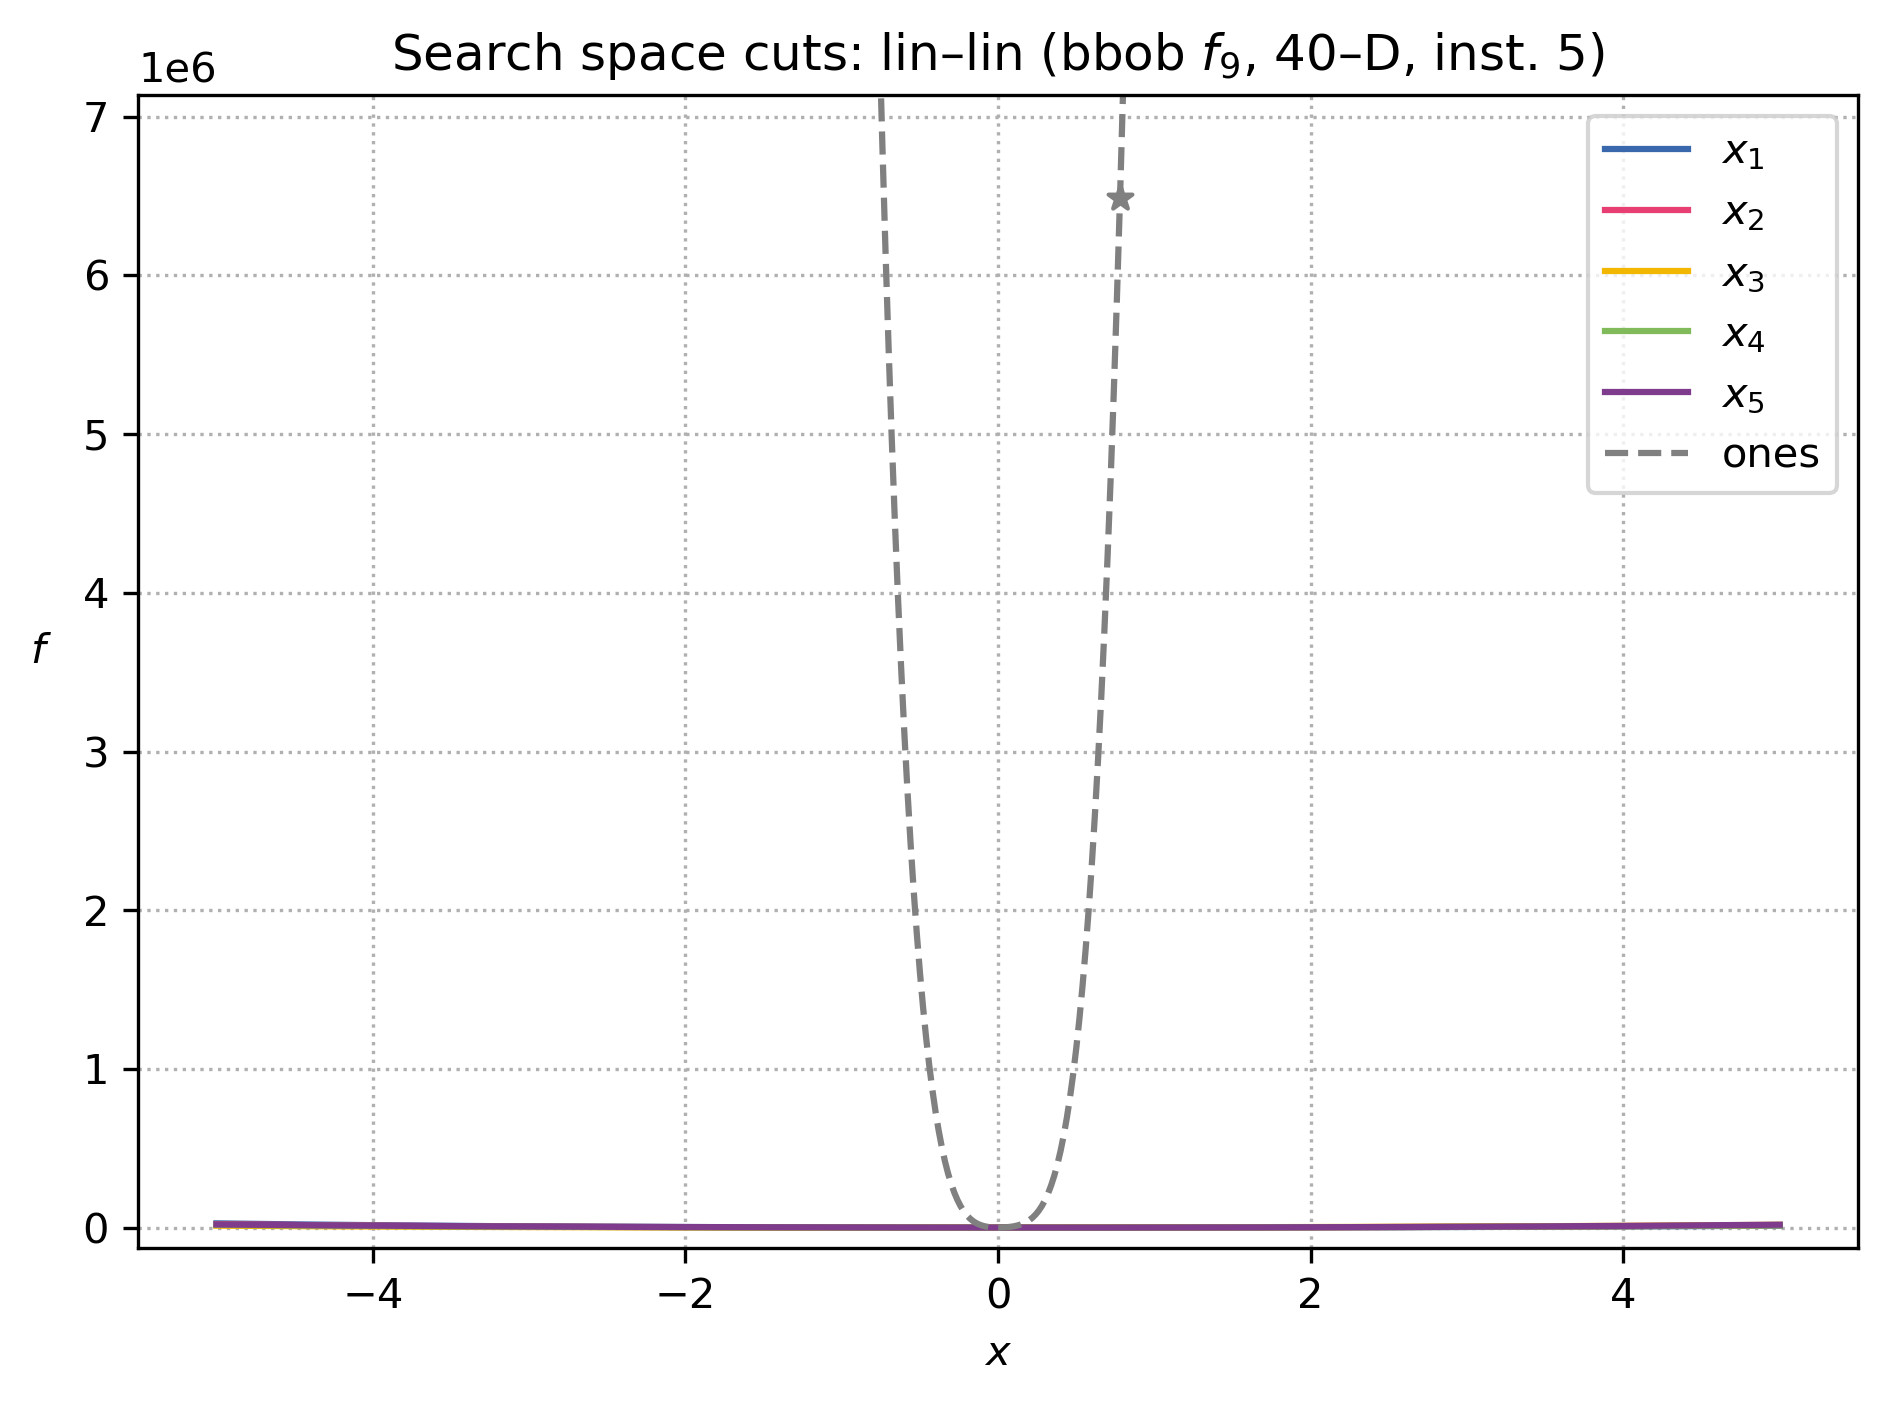 Search space cuts: lin–lin (bbob f₉, 40–D, inst. 5)
1e6
7
6
5
4
3
2
1
0
f
−4
−2
0
2
4
x
x₁
x₂
x₃
x₄
x₅
ones